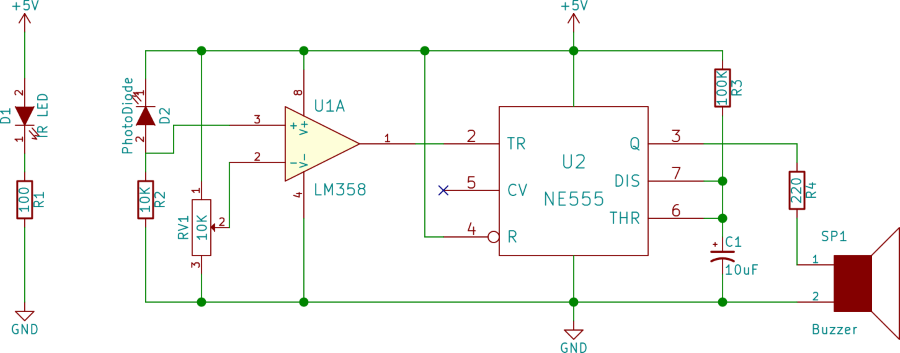 +5V
+5V
D1
2
1
IR LED
100
R1
GND
PhotoDiode
1
2
D2
10K
R2
RV1
10K
1
2
3
U1A
8
3
+
V+
2
−
V−
4
1
LM358
U2
NE555
2
TR
5
CV
4
R
Q
3
DIS
7
THR
6
GND
100K
R3
C1
+
10uF
220
R4
SP1
1
2
Buzzer